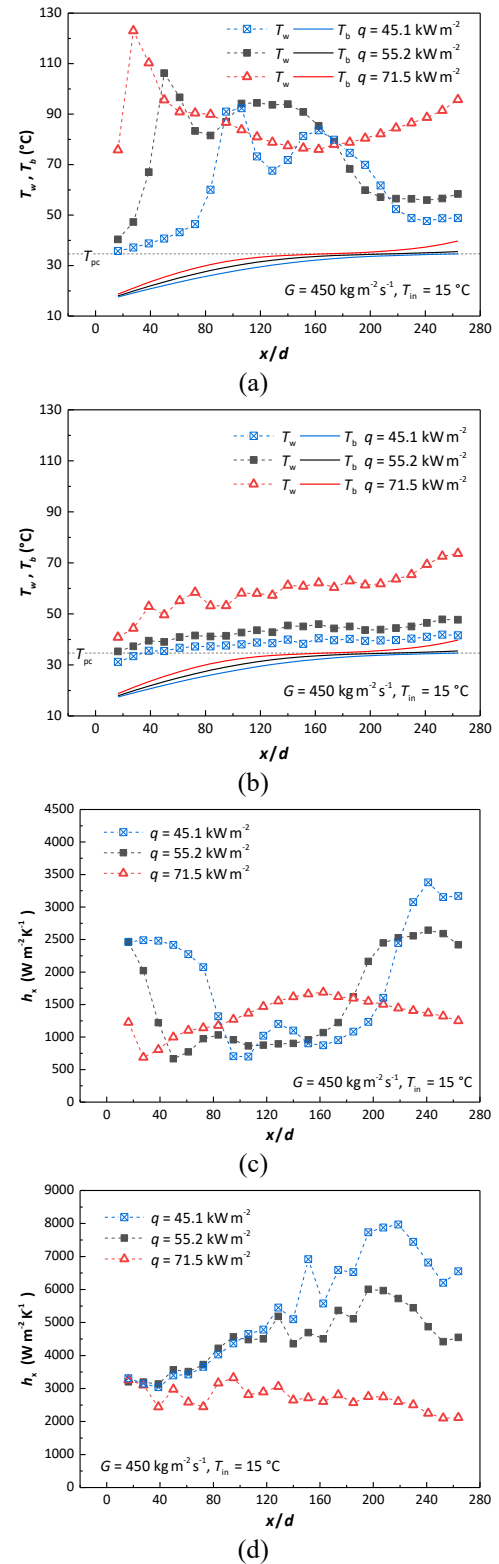 130
110
90
70
50
30
10
T_w , T_b (°C)
T_w T_b q = 45.1 kW m⁻²
T_w T_b q = 55.2 kW m⁻²
T_w T_b q = 71.5 kW m⁻²
T_pc
G = 450 kg m⁻² s⁻¹, T_in = 15 °C
0 40 80 120 160 200 240 280
x/d
(a)
130
110
90
70
50
30
10
T_w , T_b (°C)
T_w T_b q = 45.1 kW m⁻²
T_w T_b q = 55.2 kW m⁻²
T_w T_b q = 71.5 kW m⁻²
T_pc
G = 450 kg m⁻² s⁻¹, T_in = 15 °C
0 40 80 120 160 200 240 280
x/d
(b)
4500
4000
3500
3000
2500
2000
1500
1000
500
0
h_x (W m⁻² K⁻¹)
q = 45.1 kW m⁻²
q = 55.2 kW m⁻²
q = 71.5 kW m⁻²
G = 450 kg m⁻² s⁻¹, T_in = 15 °C
0 40 80 120 160 200 240 280
x/d
(c)
9000
8000
7000
6000
5000
4000
3000
2000
1000
0
h_x (W m⁻² K⁻¹)
q = 45.1 kW m⁻²
q = 55.2 kW m⁻²
q = 71.5 kW m⁻²
G = 450 kg m⁻² s⁻¹, T_in = 15 °C
0 40 80 120 160 200 240 280
x/d
(d)